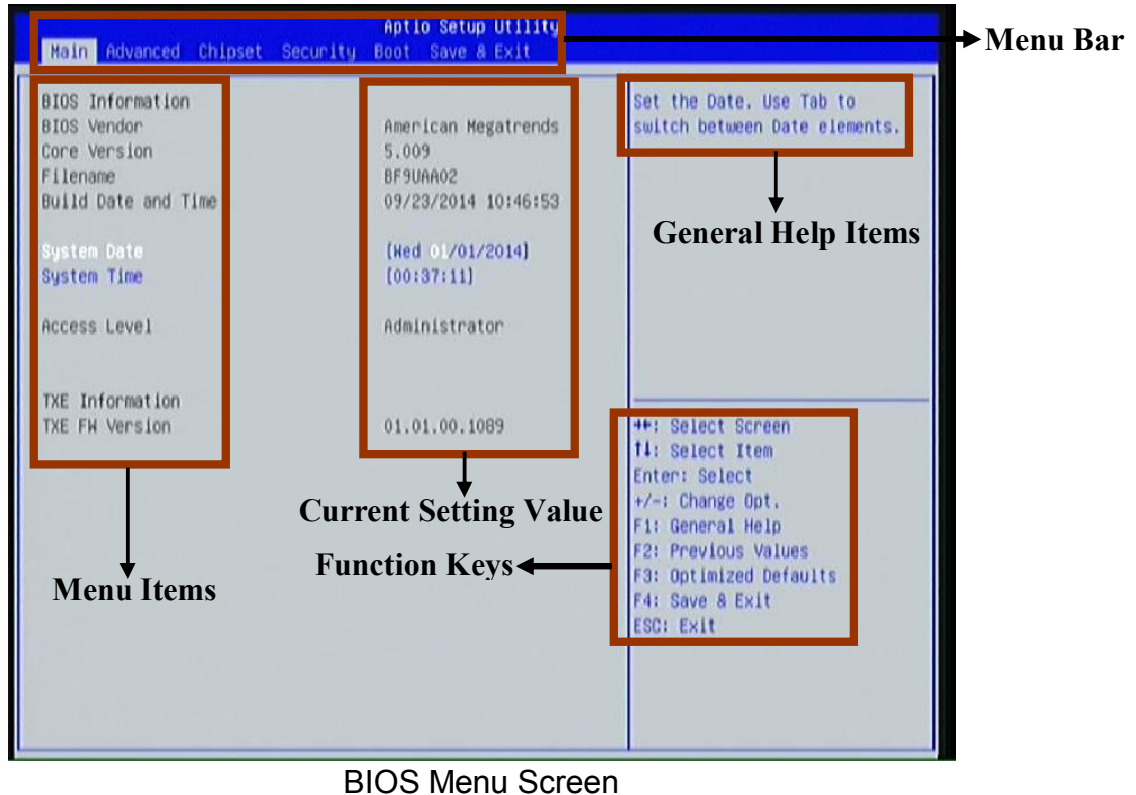 Aptio Setup Utility
Main Advanced Chipset Security Boot Save & Exit
Menu Bar
BIOS Information
BIOS Vendor American Megatrends
Core Version 5.009
Filename BF9UAA02
Build Date and Time 09/23/2014 10:46:53
System Date [Wed 01/01/2014]
System Time [00:37:11]
Access Level Administrator
TXE Information
TXE FW Version 01.01.00.1089
Set the Date. Use Tab to
switch between Date elements.
General Help Items
→←: Select Screen
↑↓: Select Item
Enter: Select
+/-: Change Opt.
F1: General Help
F2: Previous Values
F3: Optimized Defaults
F4: Save & Exit
ESC: Exit
Current Setting Value
Function Keys
Menu Items
BIOS Menu Screen